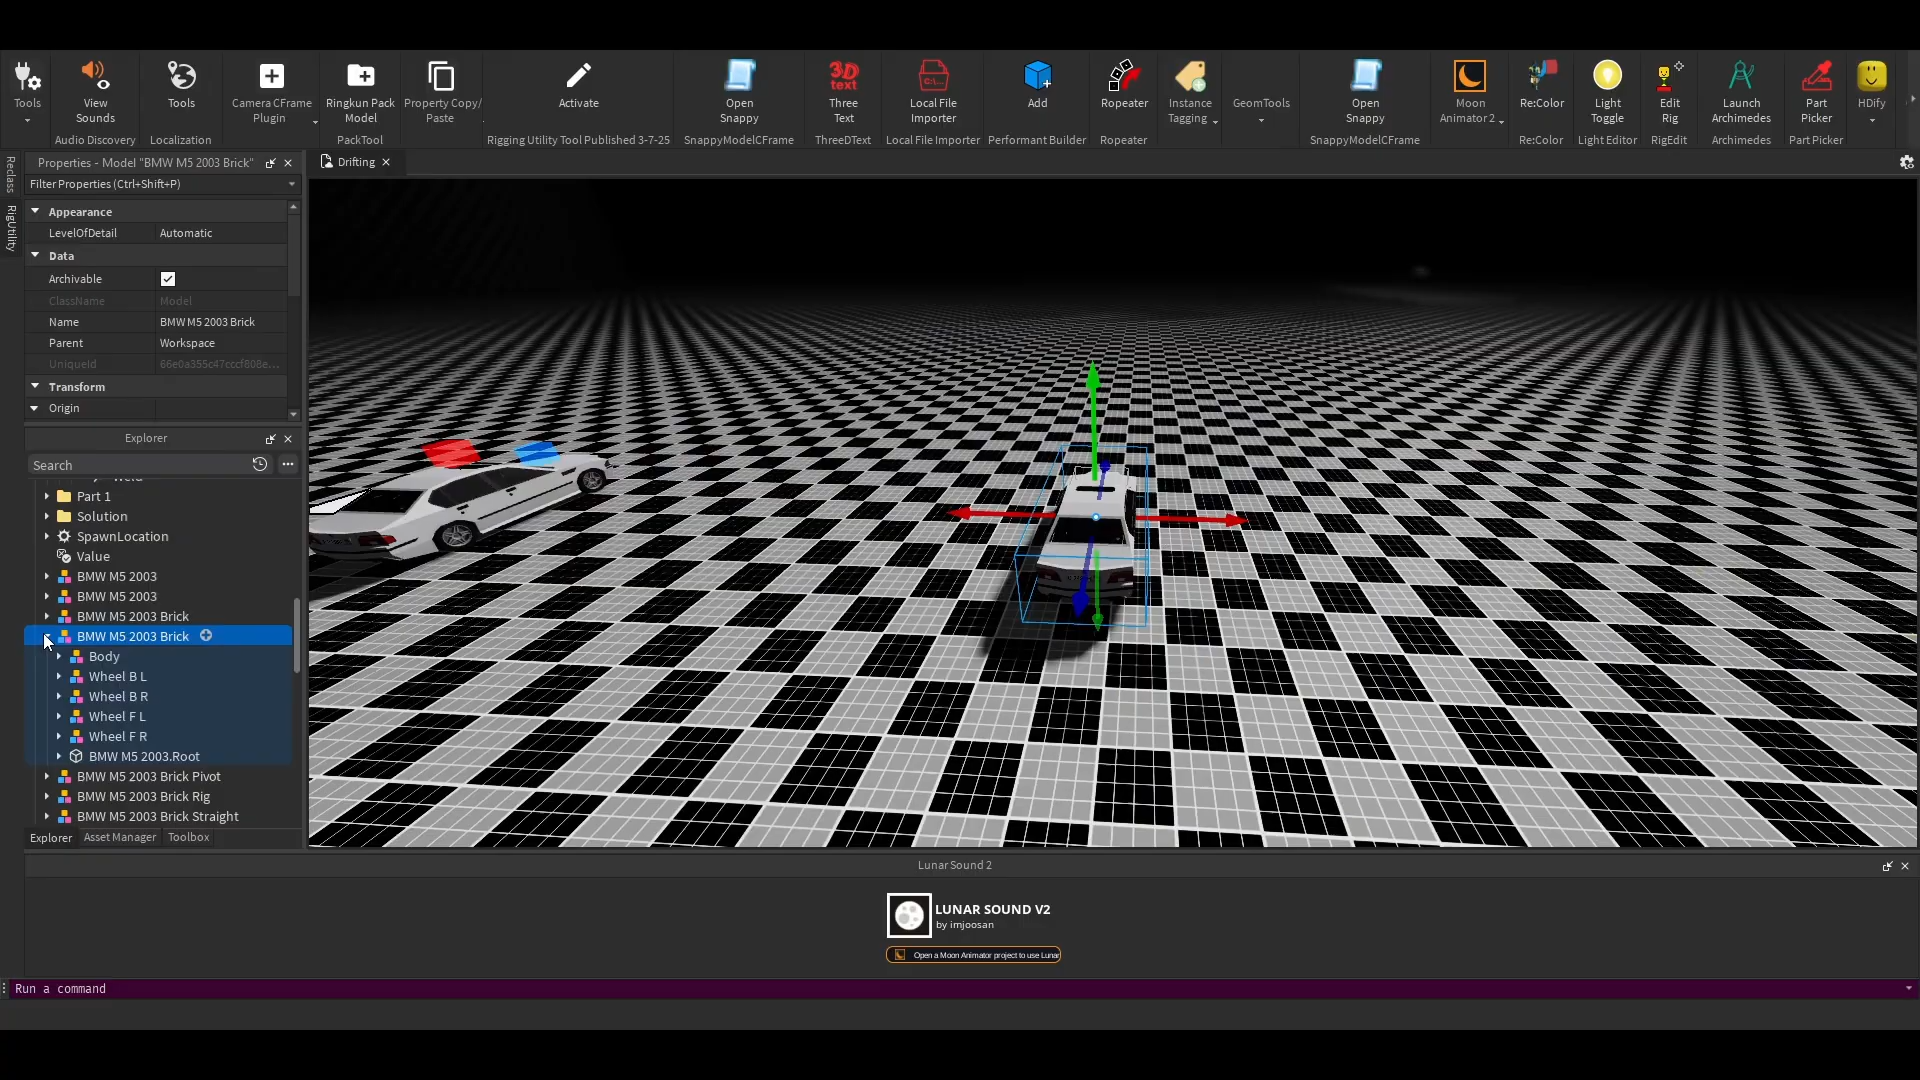 Tools
View Sounds
Audio Discovery
Tools
Localization
Camera CFrame Plugin
Ringkun Pack Model
PackTool
Property Copy/ Paste
Activate
Rigging Utility Tool Published 3-7-25
Open Snappy
SnappyModelCFrame
Three Text
ThreeDText
Local File Importer
Local File Importer
Add
Performant Builder
Ropeater
Ropeater
Instance Tagging
GeomTools
Open Snappy
SnappyModelCFrame
Moon Animator 2
Re:Color
Re:Color
Light Toggle
Light Editor
Edit Rig
RigEdit
Launch Archimedes
Archimedes
Part Picker
Part Picker
HDify
3D text
C:\..
Reclass
RigUtility
Properties - Model "BMW M5 2003 Brick"
Filter Properties (Ctrl+Shift+P)
Appearance
LevelOfDetail Automatic
Data
Archivable
ClassName Model
Name BMW M5 2003 Brick
Parent Workspace
UniqueId 66e0a355c47cccf808e...
Transform
Origin
Drifting
Explorer
Search
Weld
Part 1
Solution
SpawnLocation
Value
BMW M5 2003
BMW M5 2003
BMW M5 2003 Brick
BMW M5 2003 Brick
Body
Wheel B L
Wheel B R
Wheel F L
Wheel F R
BMW M5 2003.Root
BMW M5 2003 Brick Pivot
BMW M5 2003 Brick Rig
BMW M5 2003 Brick Straight
Explorer Asset Manager Toolbox
Lunar Sound 2
LUNAR SOUND V2
by imjoosan
Open a Moon Animator project to use Lunar
Run a command